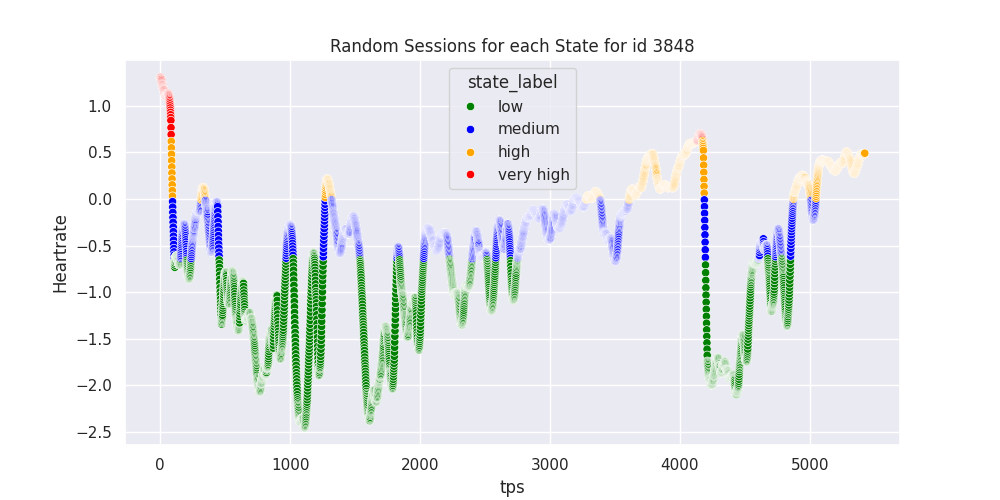 Random Sessions for each State for id 3848
state_label
low
medium
high
very high
Heartrate
1.0
0.5
0.0
−0.5
−1.0
−1.5
−2.0
−2.5
0 1000 2000 3000 4000 5000
tps